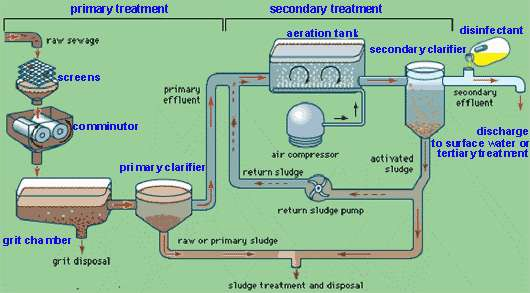 primary treatment
secondary treatment
raw sewage
screens
comminutor
grit chamber
grit disposal
primary clarifier
raw or primary sludge
primary
effluent
aeration tank
air compressor
return sludge
return sludge pump
secondary clarifier
activated
sludge
disinfectant
secondary
effluent
discharge
to surface water or
tertiary treatment
sludge treatment and disposal